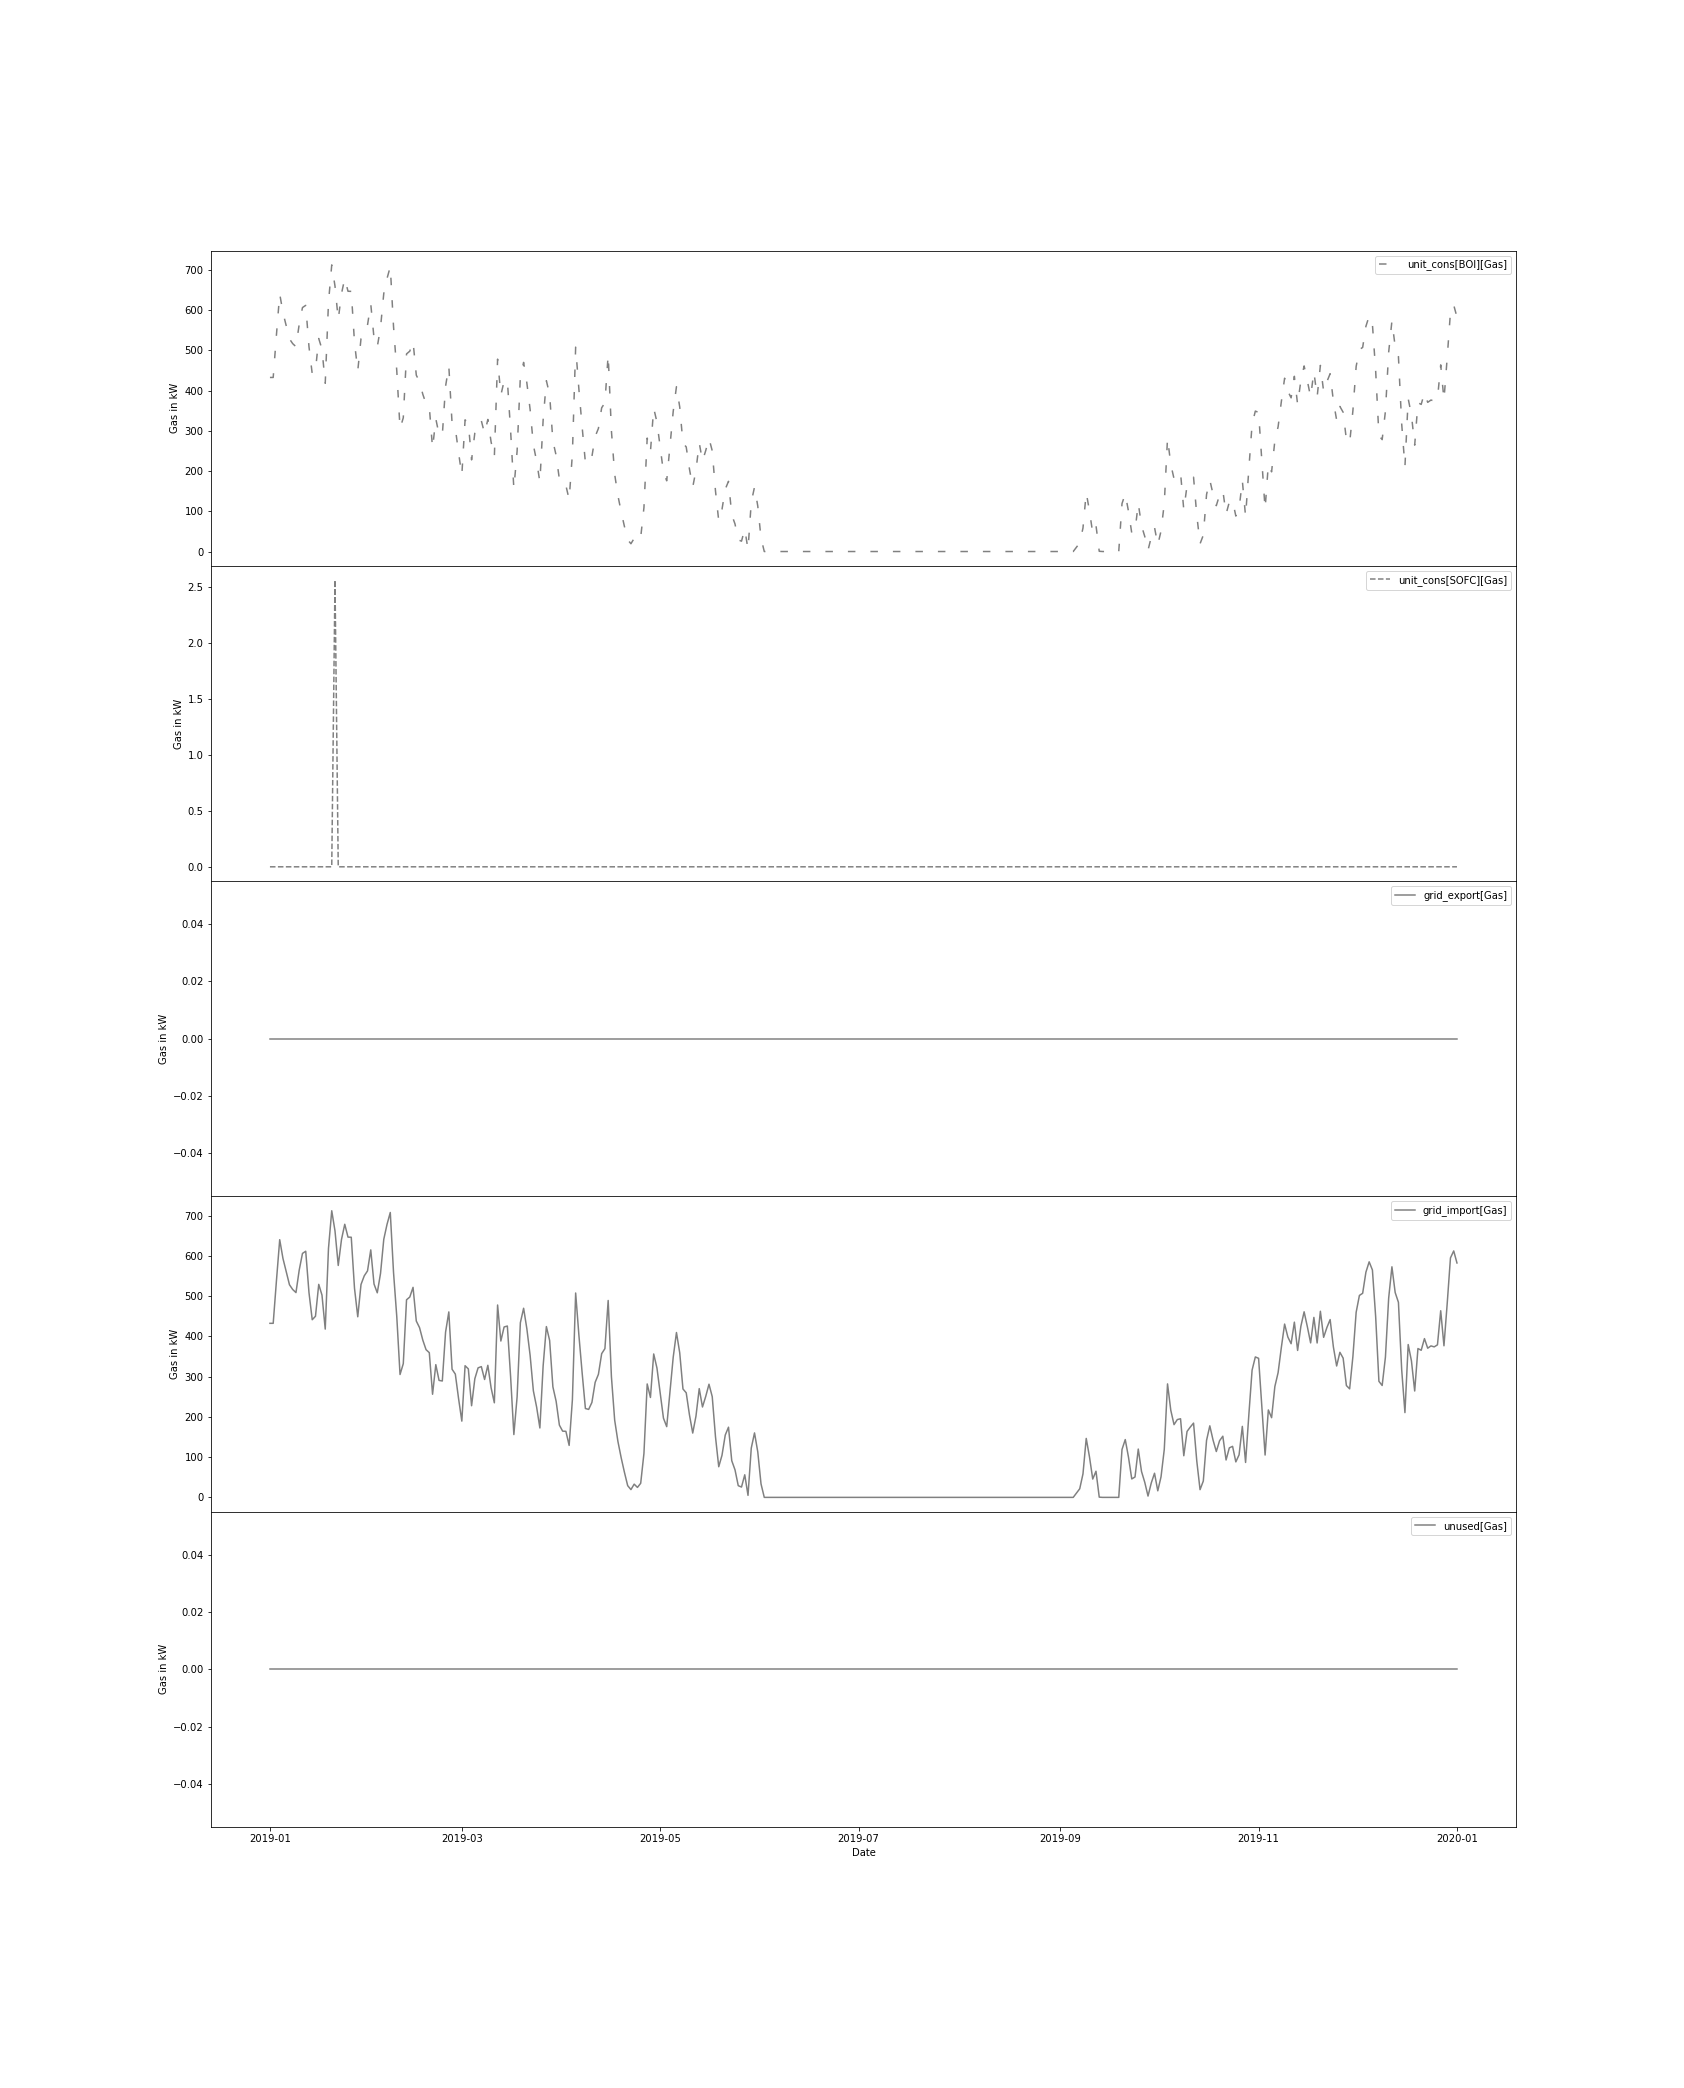 unit_cons[BOI][Gas]
700
600
500
400
300
200
100
0
Gas in kW
unit_cons[SOFC][Gas]
2.5
2.0
1.5
1.0
0.5
0.0
Gas in kW
grid_export[Gas]
0.04
0.02
0.00
−0.02
−0.04
Gas in kW
grid_import[Gas]
700
600
500
400
300
200
100
0
Gas in kW
unused[Gas]
0.04
0.02
0.00
−0.02
−0.04
Gas in kW
2019-01 2019-03 2019-05 2019-07 2019-09 2019-11 2020-01
Date